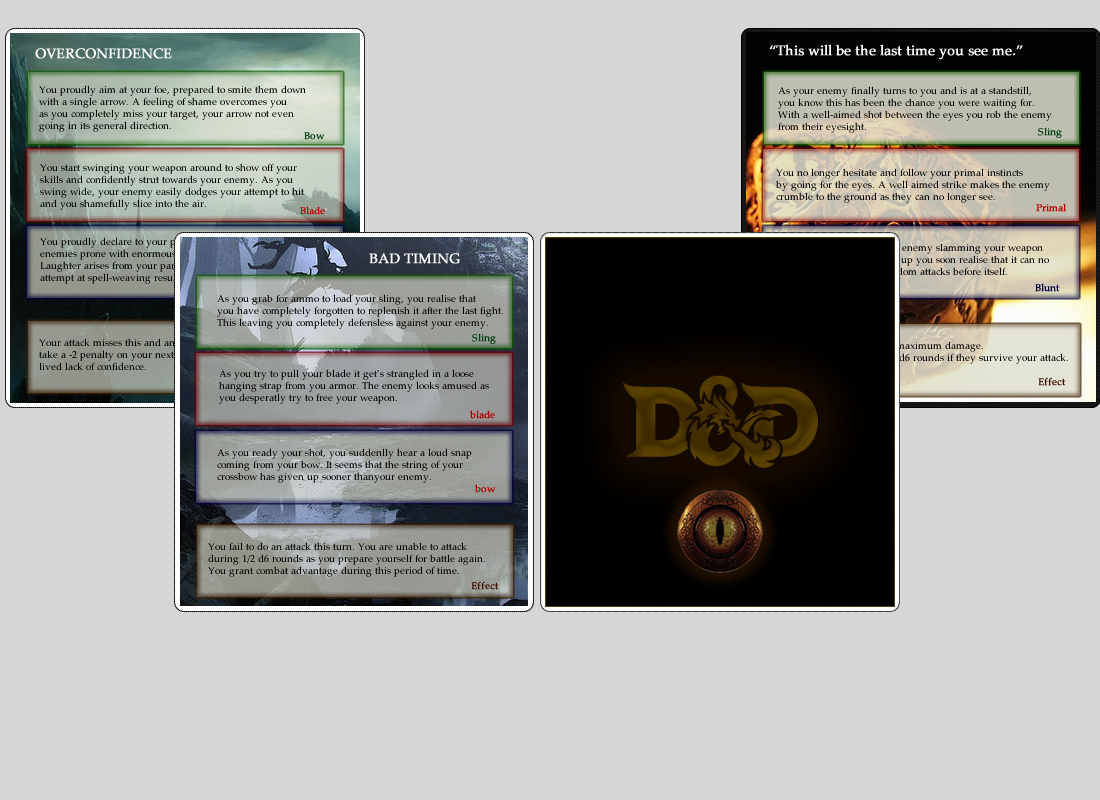 OVERCONFIDENCE
You proudly aim at your foe, prepared to smite them down
with a single arrow. A feeling of shame overcomes you
as you completely miss your target, your arrow not even
going in its general direction.
Bow
You start swinging your weapon around to show off your
skills and confidently strut towards your enemy. As you
swing wide, your enemy easily dodges your attempt to hit
and you shamefully slice into the air.
Blade
You proudly declare to your
enemies prone with enormous
Laughter arises from your
attempt at spell-weaving
Your attack misses this and
take a -2 penalty on your next
lived lack of confidence.
BAD TIMING
As you grab for ammo to load your sling, you realise that
you have completely forgotten to replenish it after the last fight.
This leaving you completely defensless against your enemy.
Sling
As you try to pull your blade it get's strangled in a loose
hanging strap from you armor. The enemy looks amused as
you desperatly try to free your weapon.
blade
As you ready your shot, you suddenlly hear a loud snap
coming from your bow. It seems that the string of your
crossbow has given up sooner thanyour enemy.
bow
You fail to do an attack this turn. You are unable to attack
during 1/2 d6 rounds as you prepare yourself for battle again.
You grant combat advantage during this period of time.
Effect
D&D
“This will be the last time you see me.”
As your enemy finally turns to you and is at a standstill,
you know this has been the chance you were waiting for.
With a well-aimed shot between the eyes you rob the enemy
from their eyesight.
Sling
You no longer hesitate and follow your primal instincts
by going for the eyes. A well aimed strike makes the enemy
crumble to the ground as they can no longer see.
Primal
enemy slamming your weapon
up you soon realise that it can no
attacks before itself.
Blunt
maximum damage.
d6 rounds if they survive your attack.
Effect